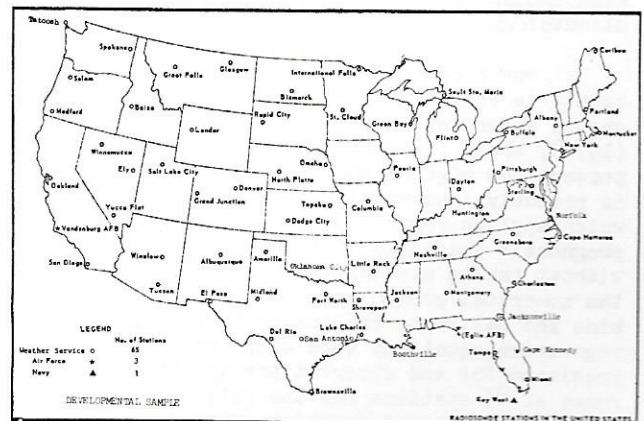 Tatoosh
Spokane
Great Falls
Glasgow
International Falls
Caribou
Salem
Bismarck
Sault Ste. Marie
Medford
Boise
Rapid City
St. Cloud
Green Bay
Albany
Portland
Lander
Flint
Buffalo
Nantucket
New York
Winnemucca
Ely
Salt Lake City
North Platte
Omaha
Peoria
Dayton
Pittsburgh
Sterling
Oakland
Denver
Grand Junction
Topeka
Columbia
Huntington
Norfolk
Yucca Flat
Dodge City
Greensboro
Cape Hatteras
Vandenburg AFB
Nashville
San Diego
Winslow
Albuquerque
Amarillo
Oklahoma City
Little Rock
Athens
Charleston
Tucson
El Paso
Midland
Fort Worth
Shreveport
Jackson
Montgomery
Jacksonville
Del Rio
San Antonio
Lake Charles
Boothville
(Eglin AFB)
Tampa
Cape Kennedy
Miami
Brownsville
Key West
LEGEND
No. of Stations
Weather Service 65
Air Force 3
Navy 1
DEVELOPMENTAL SAMPLE
RADIOSONDE STATIONS IN THE UNITED STATES